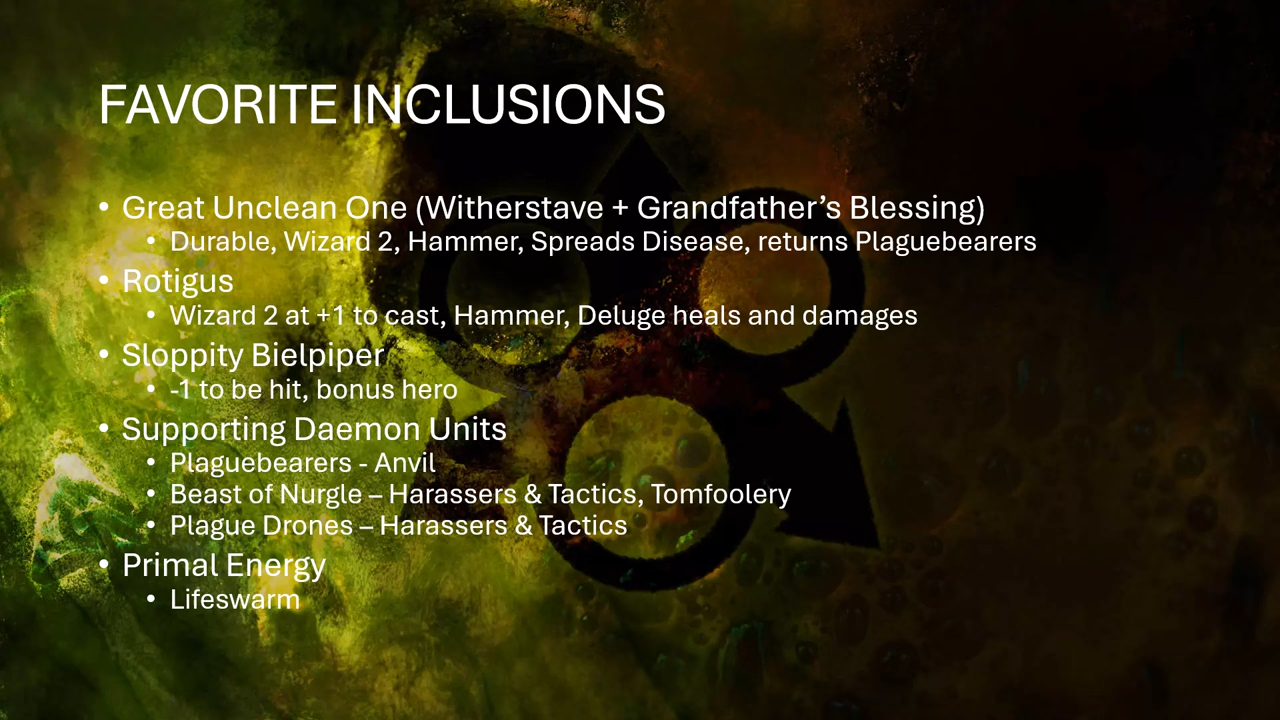 FAVORITE INCLUSIONS
• Great Unclean One (Witherstave + Grandfather’s Blessing)
• Durable, Wizard 2, Hammer, Spreads Disease, returns Plaguebearers
• Rotigus
• Wizard 2 at +1 to cast, Hammer, Deluge heals and damages
• Sloppity Bielpiper
• -1 to be hit, bonus hero
• Supporting Daemon Units
• Plaguebearers - Anvil
• Beast of Nurgle – Harassers & Tactics, Tomfoolery
• Plague Drones – Harassers & Tactics
• Primal Energy
• Lifeswarm